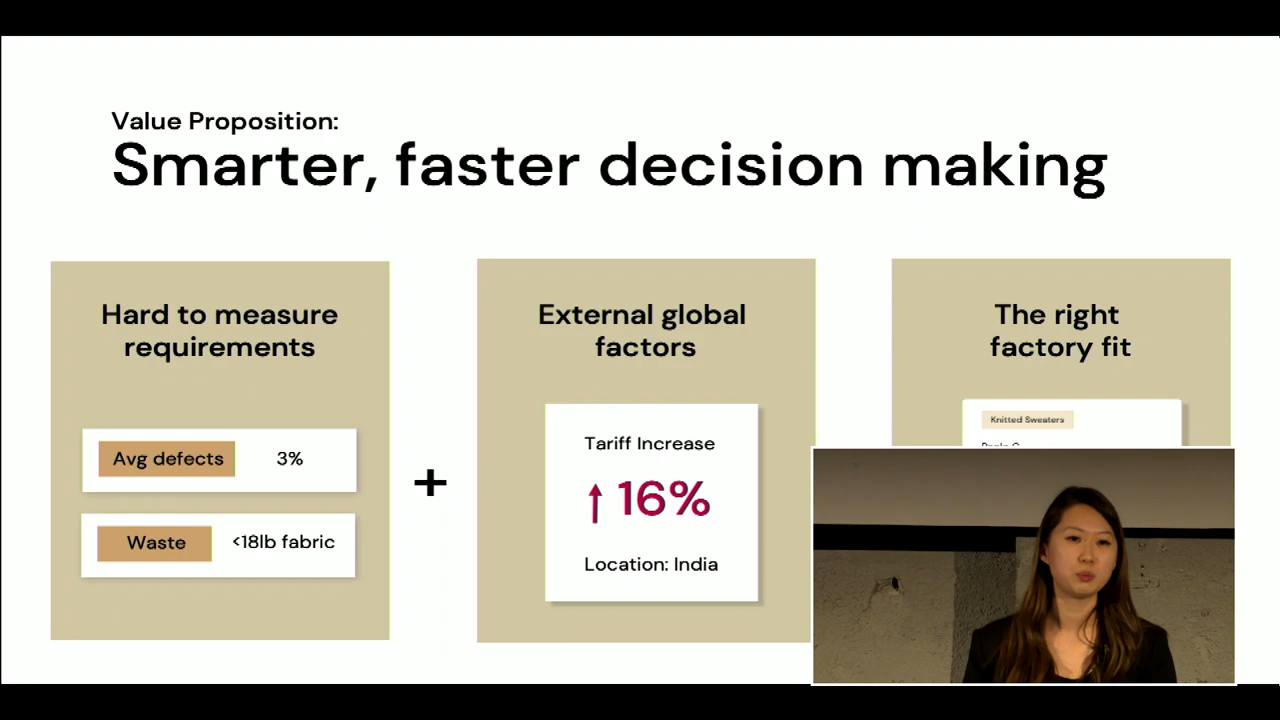 Value Proposition:
Smarter, faster decision making
Hard to measure
requirements
Avg defects 3%
Waste <18lb fabric
+
External global
factors
Tariff Increase
↑ 16%
Location: India
The right
factory fit
Knitted Sweaters